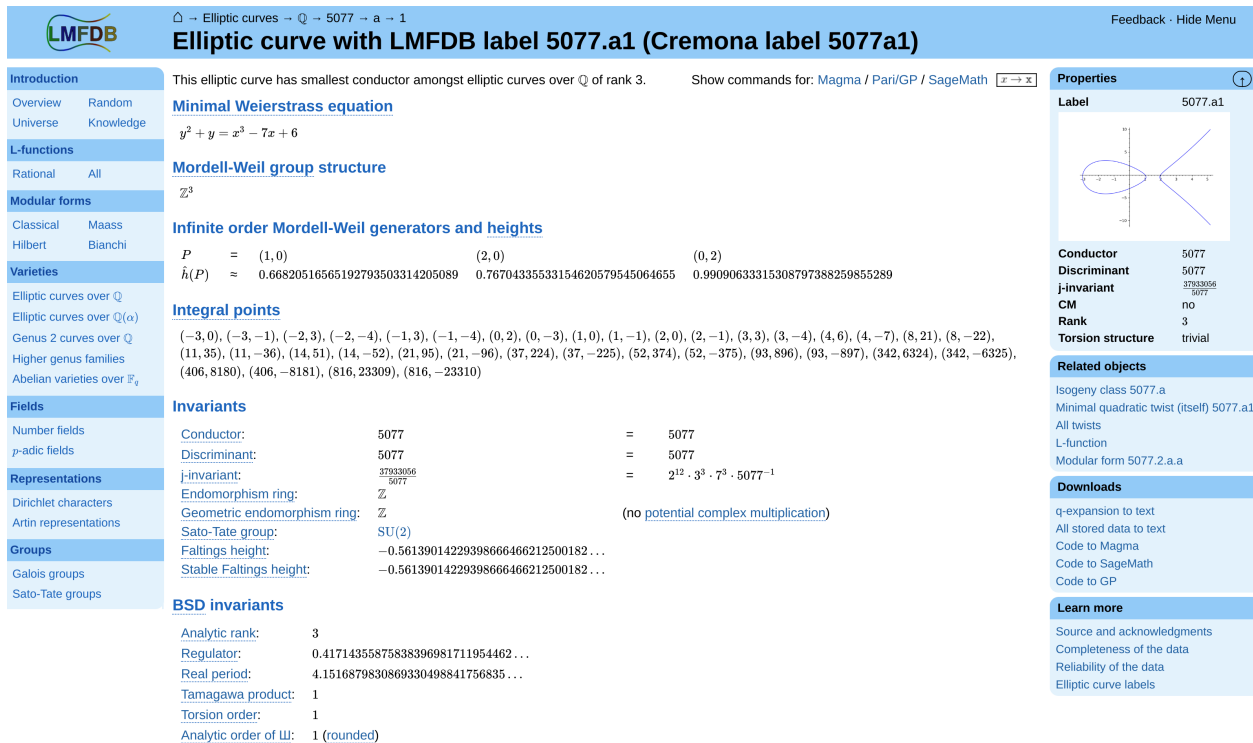 LMFDB
⌂ → Elliptic curves → ℚ → 5077 → a → 1
Feedback · Hide Menu
Elliptic curve with LMFDB label 5077.a1 (Cremona label 5077a1)
Introduction
Overview Random
Universe Knowledge
L-functions
Rational All
Modular forms
Classical Maass
Hilbert Bianchi
Varieties
Elliptic curves over ℚ
Elliptic curves over ℚ(α)
Genus 2 curves over ℚ
Higher genus families
Abelian varieties over 𝔽_q
Fields
Number fields
p-adic fields
Representations
Dirichlet characters
Artin representations
Groups
Galois groups
Sato-Tate groups
This elliptic curve has smallest conductor amongst elliptic curves over ℚ of rank 3.
Show commands for: Magma / Pari/GP / SageMath x → x
Minimal Weierstrass equation
y² + y = x³ − 7x + 6
Mordell-Weil group structure
ℤ³
Infinite order Mordell-Weil generators and heights
P = (1, 0) (2, 0) (0, 2)
ĥ(P) ≈ 0.66820516565192793503314205089 0.76704335533154620579545064655 0.99090633315308797388259855289
Integral points
(−3, 0), (−3, −1), (−2, 3), (−2, −4), (−1, 3), (−1, −4), (0, 2), (0, −3), (1, 0), (1, −1), (2, 0), (2, −1), (3, 3), (3, −4), (4, 6), (4, −7), (8, 21), (8, −22),
(11, 35), (11, −36), (14, 51), (14, −52), (21, 95), (21, −96), (37, 224), (37, −225), (52, 374), (52, −375), (93, 896), (93, −897), (342, 6324), (342, −6325),
(406, 8180), (406, −8181), (816, 23309), (816, −23310)
Invariants
Conductor: 5077 = 5077
Discriminant: 5077 = 5077
j-invariant: 37933056/5077 = 2¹² · 3³ · 7³ · 5077⁻¹
Endomorphism ring: ℤ
Geometric endomorphism ring: ℤ (no potential complex multiplication)
Sato-Tate group: SU(2)
Faltings height: −0.56139014229398666466212500182…
Stable Faltings height: −0.56139014229398666466212500182…
BSD invariants
Analytic rank: 3
Regulator: 0.41714355875838396981711954462…
Real period: 4.1516879830869330498841756835…
Tamagawa product: 1
Torsion order: 1
Analytic order of Ш: 1 (rounded)
Properties ↑
Label 5077.a1
10
5
-3 -2 -1 1 2 3 4 5
-5
-10
Conductor 5077
Discriminant 5077
j-invariant 37933056/5077
CM no
Rank 3
Torsion structure trivial
Related objects
Isogeny class 5077.a
Minimal quadratic twist (itself) 5077.a1
All twists
L-function
Modular form 5077.2.a.a
Downloads
q-expansion to text
All stored data to text
Code to Magma
Code to SageMath
Code to GP
Learn more
Source and acknowledgments
Completeness of the data
Reliability of the data
Elliptic curve labels